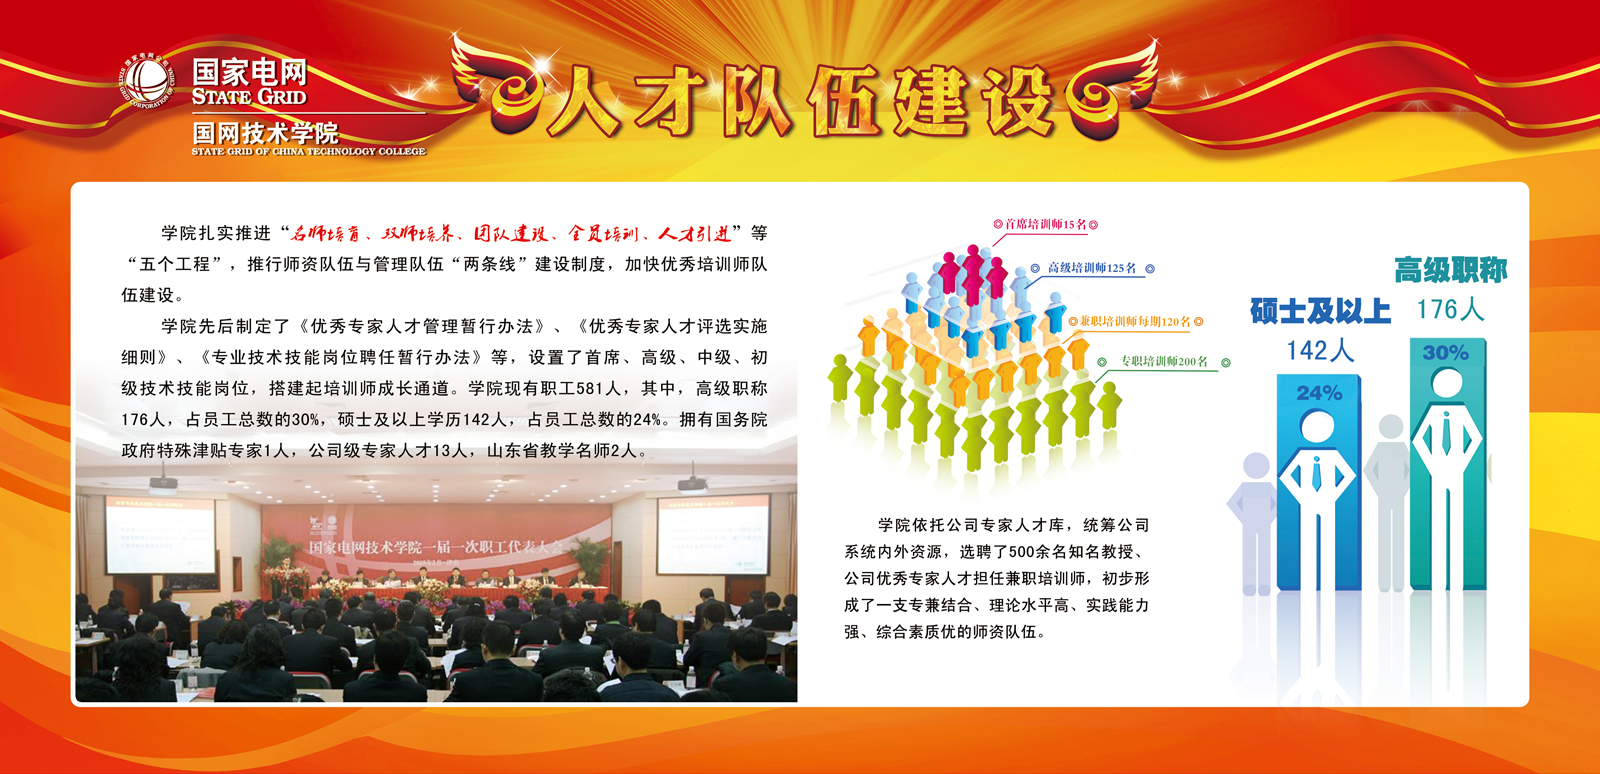 国家电网
STATE GRID
国网技术学院
STATE GRID OF CHINA TECHNOLOGY COLLEGE
人才队伍建设
学院扎实推进“名师培育、双师培养、团队建设、全员培训、人才引进”等
“五个工程”，推行师资队伍与管理队伍“两条线”建设制度，加快优秀培训师队
伍建设。
学院先后制定了《优秀专家人才管理暂行办法》、《优秀专家人才评选实施
细则》、《专业技术技能岗位聘任暂行办法》等，设置了首席、高级、中级、初
级技术技能岗位，搭建起培训师成长通道。学院现有职工581人，其中，高级职称
176人，占员工总数的30%，硕士及以上学历142人，占员工总数的24%。拥有国务院
政府特殊津贴专家1人，公司级专家人才13人，山东省教学名师2人。
国家电网技术学院一届一次职工代表大会
◎首席培训师15名◎
◎ 高级培训师125名 ◎
◎兼职培训师每期120名◎
◎ 专职培训师200名 ◎
学院依托公司专家人才库，统筹公司
系统内外资源，选聘了500余名知名教授、
公司优秀专家人才担任兼职培训师，初步形
成了一支专兼结合、理论水平高、实践能力
强、综合素质优的师资队伍。
硕士及以上
142人
24%
高级职称
176人
30%